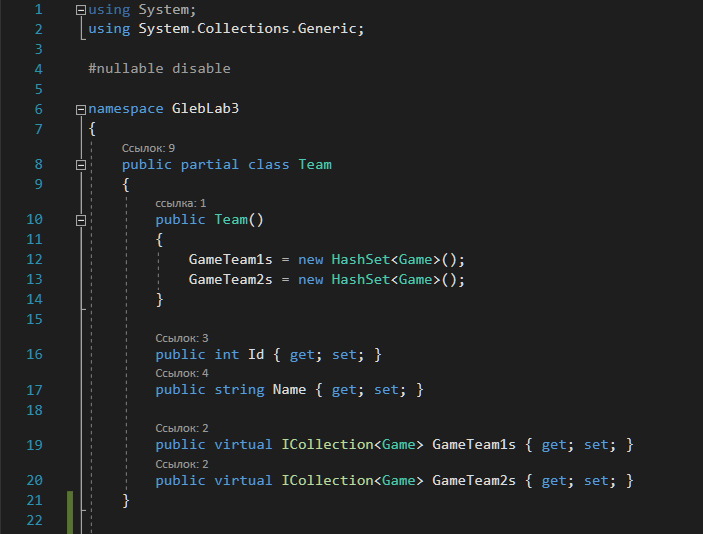 1 using System;
2 using System.Collections.Generic;
3
4 #nullable disable
5
6 namespace GlebLab3
7 {
Ссылок: 9
8 public partial class Team
9 {
ссылка: 1
10 public Team()
11 {
12 GameTeam1s = new HashSet<Game>();
13 GameTeam2s = new HashSet<Game>();
14 }
15
Ссылок: 3
16 public int Id { get; set; }
Ссылок: 4
17 public string Name { get; set; }
18
Ссылок: 2
19 public virtual ICollection<Game> GameTeam1s { get; set; }
Ссылок: 2
20 public virtual ICollection<Game> GameTeam2s { get; set; }
21 }
22